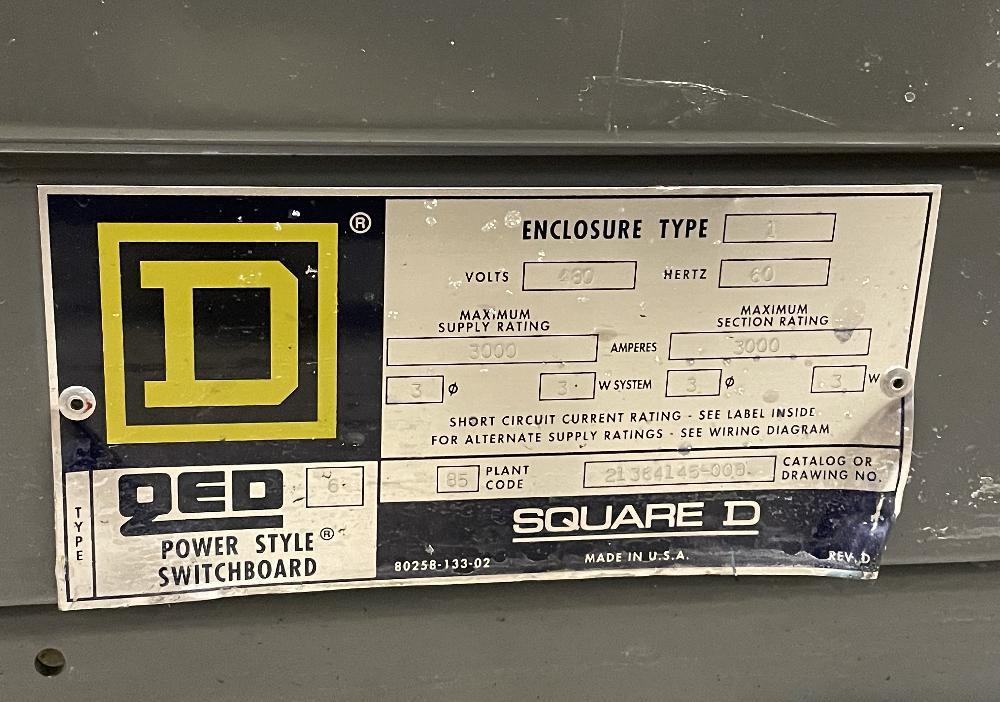 D ®
ENCLOSURE TYPE 1
VOLTS 480 HERTZ 60
MAXIMUM SUPPLY RATING
3000 AMPERES
MAXIMUM SECTION RATING
3000
3 Ø 3 W SYSTEM 3 Ø 3 W
SHORT CIRCUIT CURRENT RATING - SEE LABEL INSIDE
FOR ALTERNATE SUPPLY RATINGS - SEE WIRING DIAGRAM
TYPE
QED 6
POWER STYLE®
SWITCHBOARD
85 PLANT CODE
CATALOG OR
DRAWING NO.
SQUARE D
80258-133-02 MADE IN U.S.A. REV. D